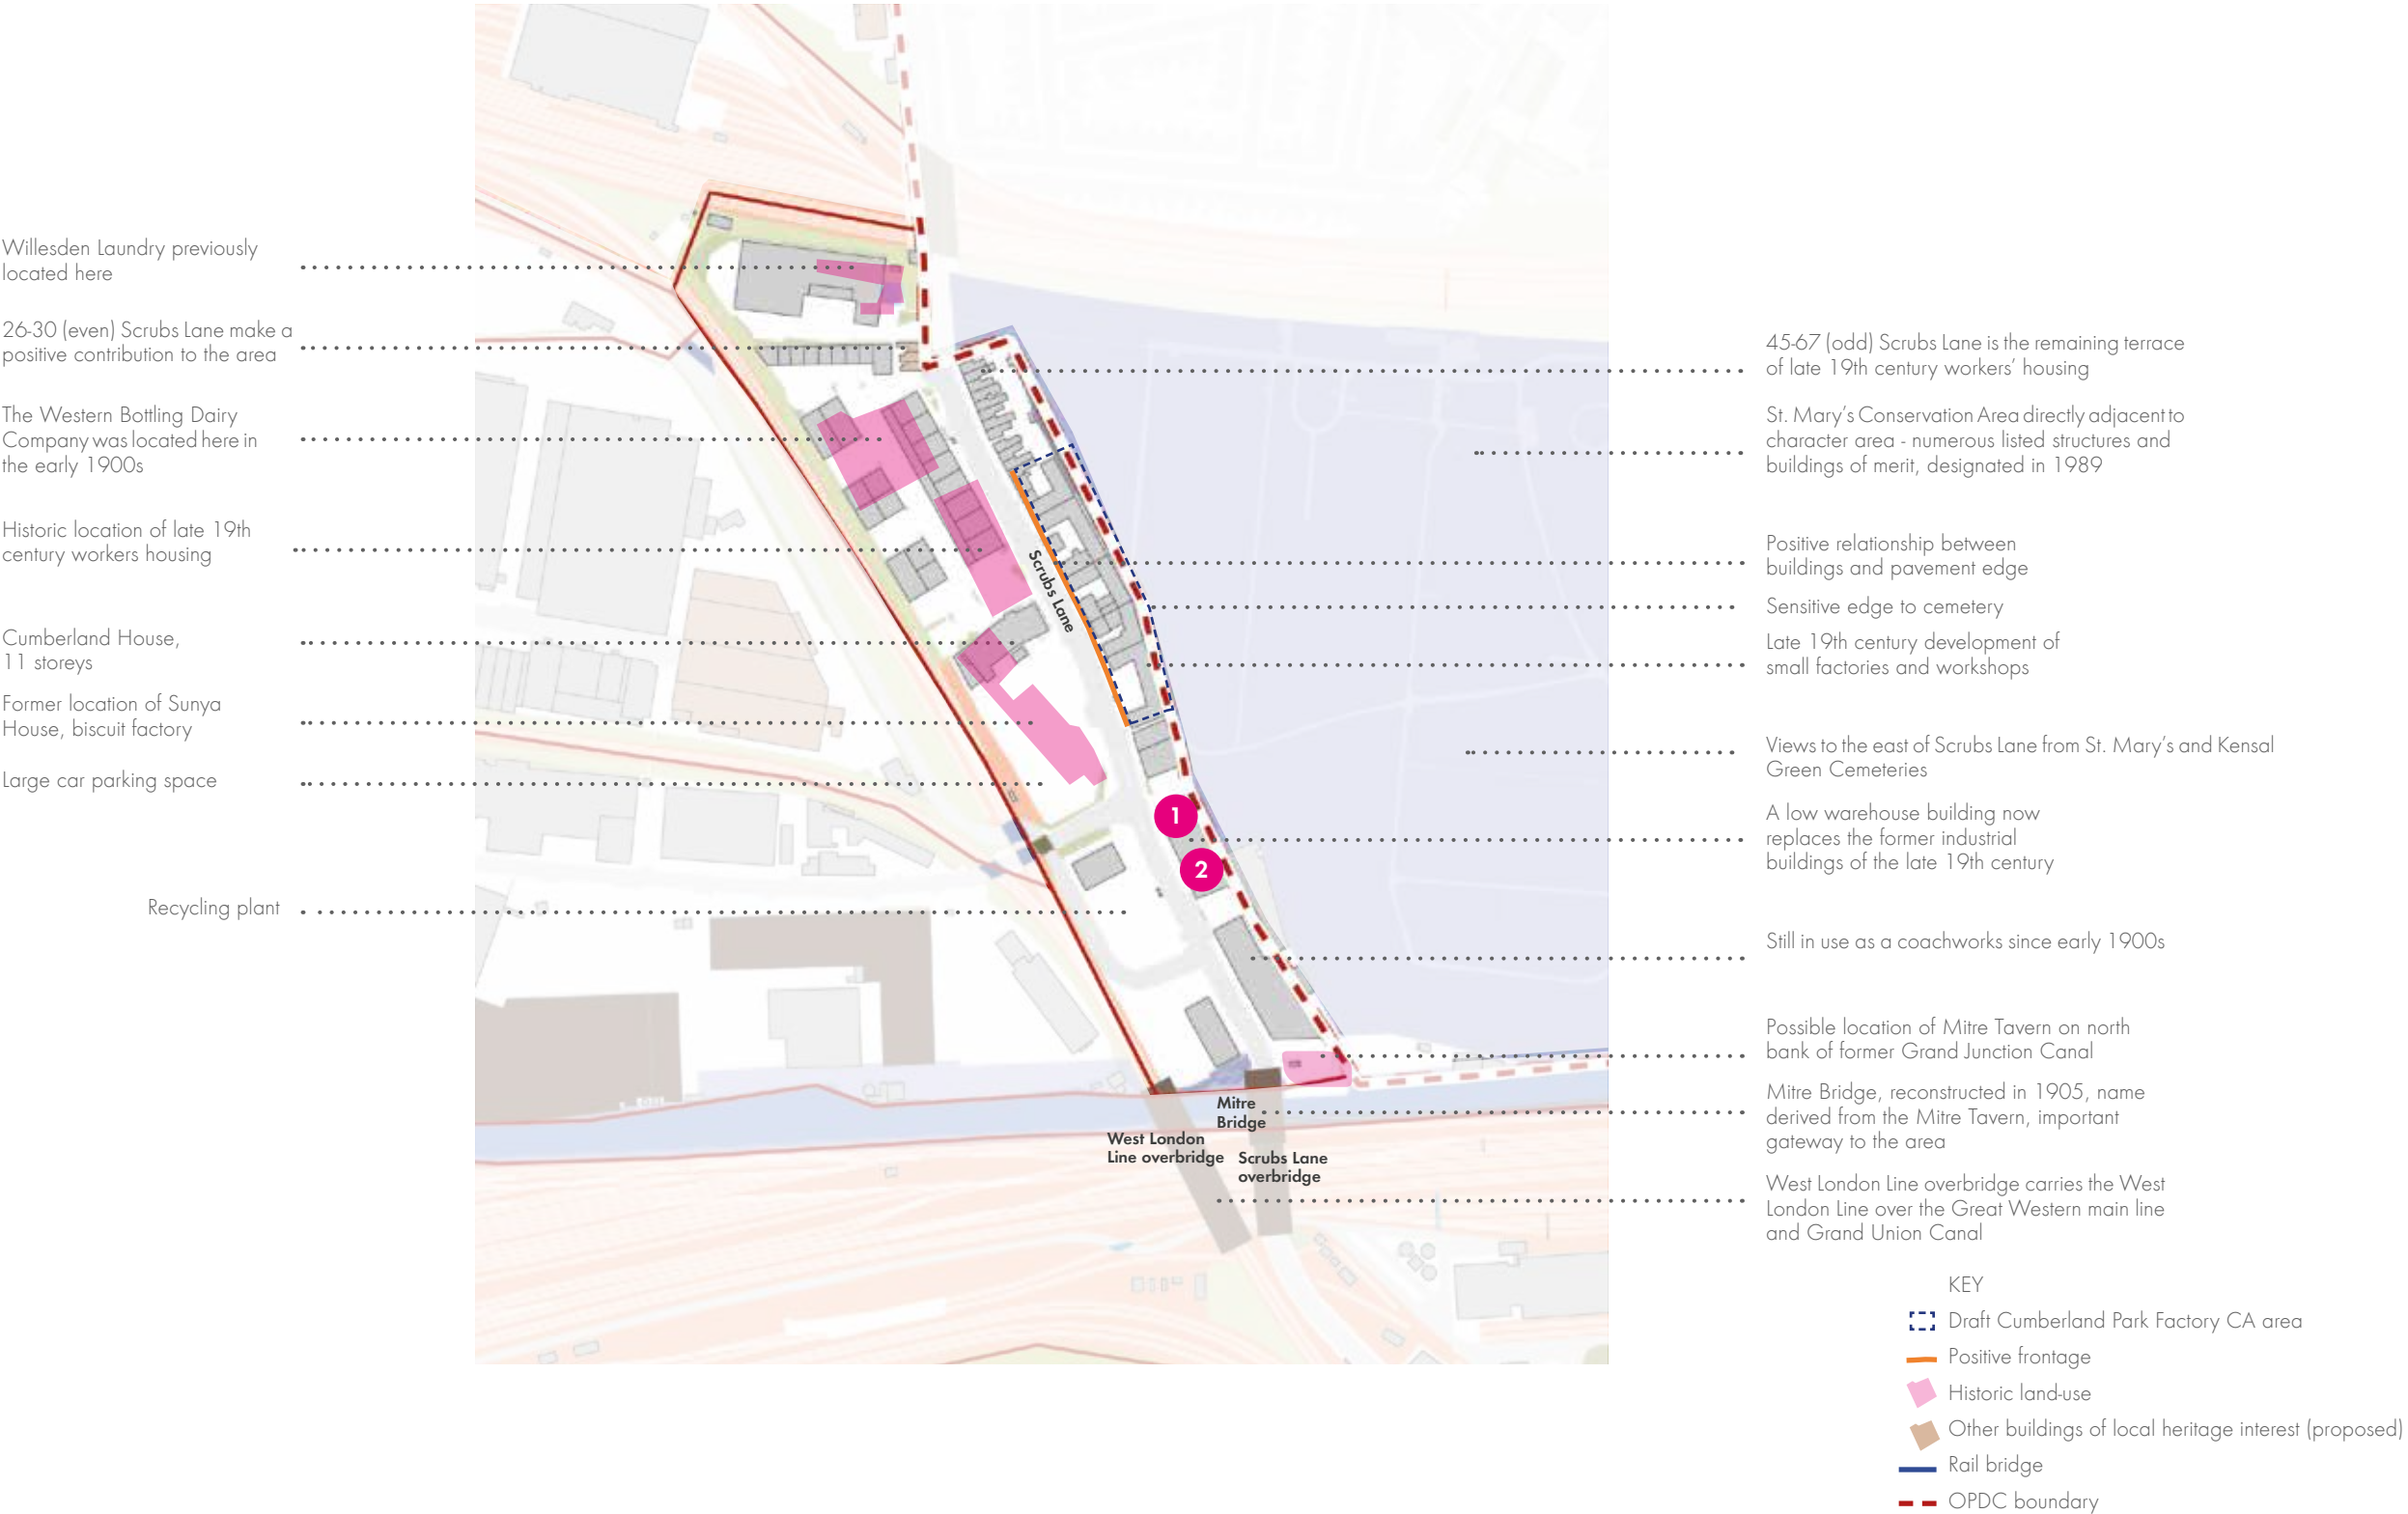 Willesden Laundry previously
located here
26-30 (even) Scrubs Lane make a
positive contribution to the area
The Western Bottling Dairy
Company was located here in
the early 1900s
Historic location of late 19th
century workers housing
Cumberland House,
11 storeys
Former location of Sunya
House, biscuit factory
Large car parking space
Recycling plant
Scrubs Lane
1
2
Mitre
Bridge
West London
Line overbridge
Scrubs Lane
overbridge
45-67 (odd) Scrubs Lane is the remaining terrace
of late 19th century workers’ housing
St. Mary’s Conservation Area directly adjacent to
character area - numerous listed structures and
buildings of merit, designated in 1989
Positive relationship between
buildings and pavement edge
Sensitive edge to cemetery
Late 19th century development of
small factories and workshops
Views to the east of Scrubs Lane from St. Mary’s and Kensal
Green Cemeteries
A low warehouse building now
replaces the former industrial
buildings of the late 19th century
Still in use as a coachworks since early 1900s
Possible location of Mitre Tavern on north
bank of former Grand Junction Canal
Mitre Bridge, reconstructed in 1905, name
derived from the Mitre Tavern, important
gateway to the area
West London Line overbridge carries the West
London Line over the Great Western main line
and Grand Union Canal
KEY
Draft Cumberland Park Factory CA area
Positive frontage
Historic land-use
Other buildings of local heritage interest (proposed)
Rail bridge
OPDC boundary